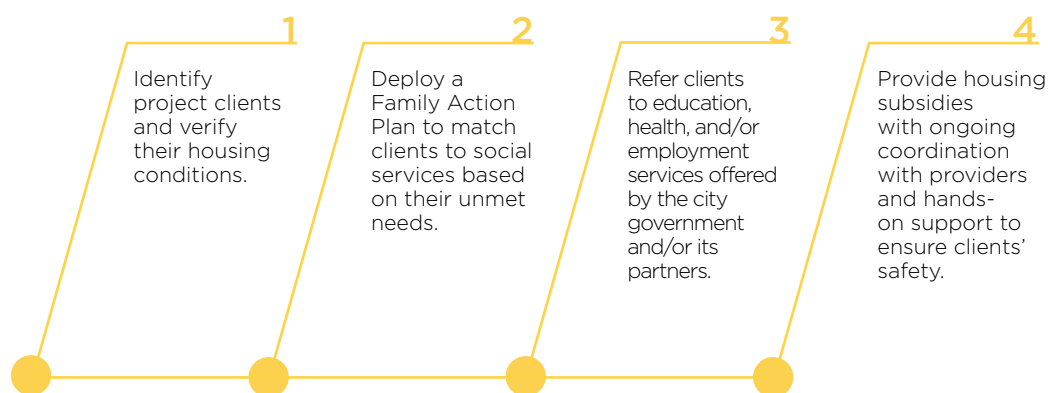 1
Identify
project clients
and verify
their housing
conditions.
2
Deploy a
Family Action
Plan to match
clients to social
services based
on their unmet
needs.
3
Refer clients
to education,
health, and/or
employment
services offered
by the city
government
and/or its
partners.
4
Provide housing
subsidies
with ongoing
coordination
with providers
and hands-
on support to
ensure clients’
safety.